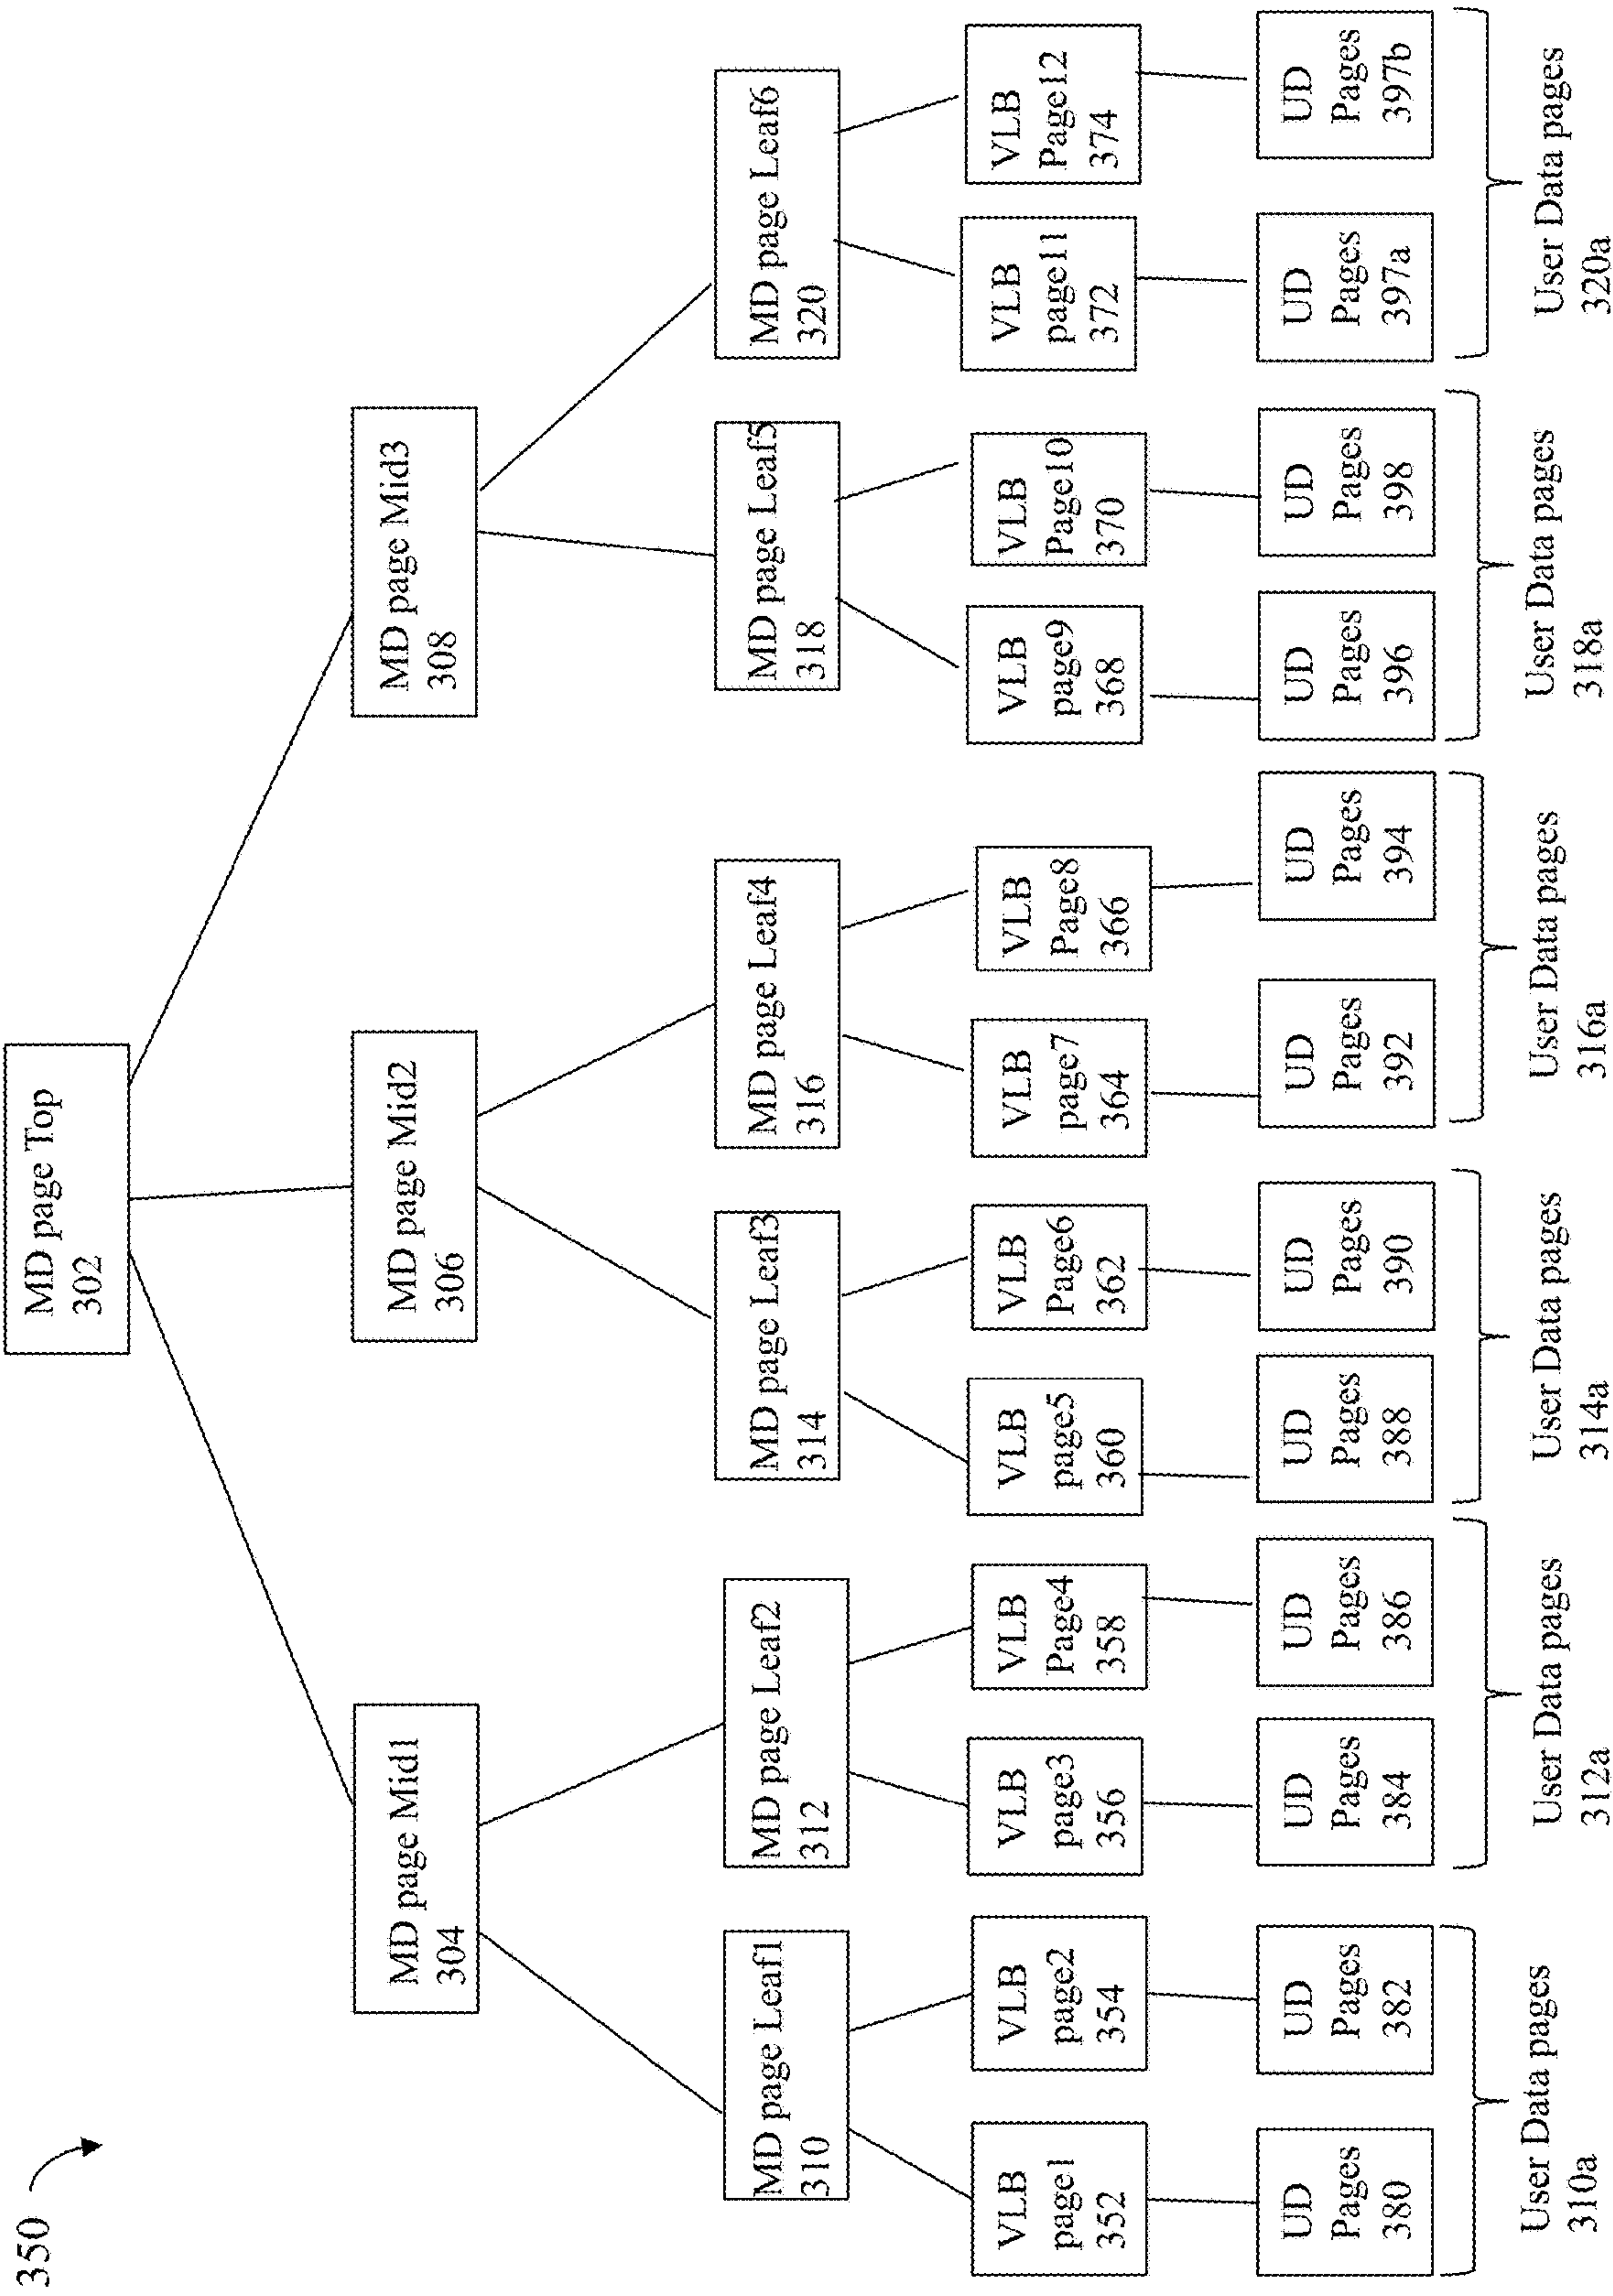 350
MD page Top
302
MD page Mid1
304
MD page Mid2
306
MD page Mid3
308
MD page Leaf1
310
MD page Leaf2
312
MD page Leaf3
314
MD page Leaf4
316
MD page Leaf5
318
MD page Leaf6
320
VLB
page1
352
VLB
page2
354
VLB
page3
356
VLB
Page4
358
VLB
page5
360
VLB
Page6
362
VLB
page7
364
VLB
Page8
366
VLB
page9
368
VLB
Page10
370
VLB
page11
372
VLB
Page12
374
UD
Pages
380
UD
Pages
382
UD
Pages
384
UD
Pages
386
UD
Pages
388
UD
Pages
390
UD
Pages
392
UD
Pages
394
UD
Pages
396
UD
Pages
398
UD
Pages
397a
UD
Pages
397b
User Data pages
310a
User Data pages
312a
User Data pages
314a
User Data pages
316a
User Data pages
318a
User Data pages
320a